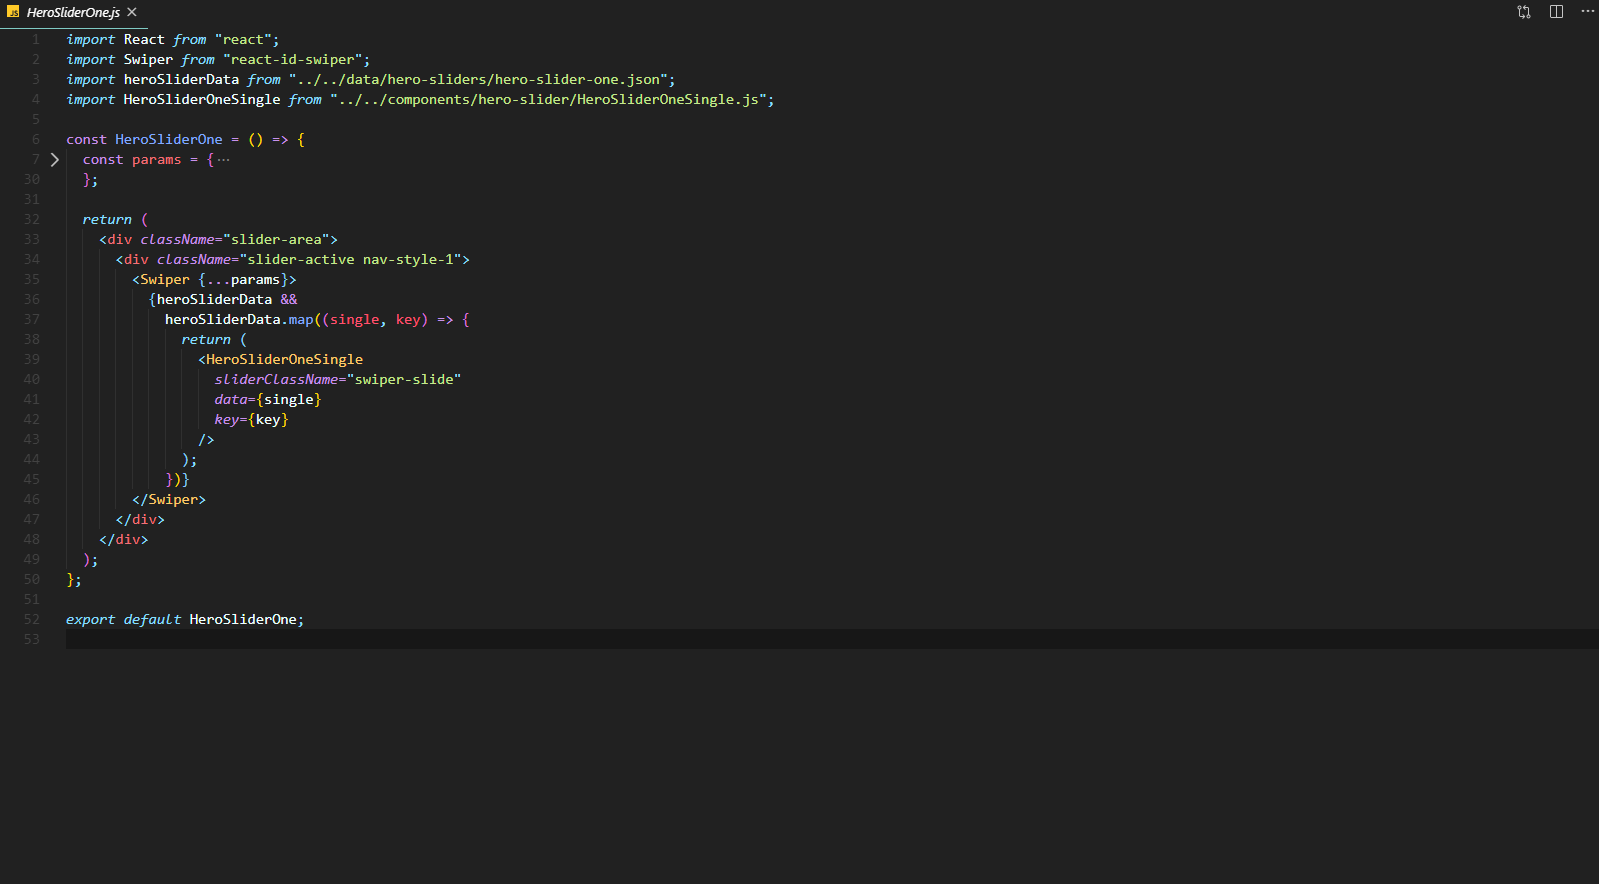 JS HeroSliderOne.js
1 import React from "react";
2 import Swiper from "react-id-swiper";
3 import heroSliderData from "../../data/hero-sliders/hero-slider-one.json";
4 import HeroSliderOneSingle from "../../components/hero-slider/HeroSliderOneSingle.js";
5
6 const HeroSliderOne = () => {
7   const params = {···
30   };
31
32   return (
33     <div className="slider-area">
34       <div className="slider-active nav-style-1">
35         <Swiper {...params}>
36           {heroSliderData &&
37             heroSliderData.map((single, key) => {
38               return (
39                 <HeroSliderOneSingle
40                   sliderClassName="swiper-slide"
41                   data={single}
42                   key={key}
43                 />
44               );
45             })}
46         </Swiper>
47       </div>
48     </div>
49   );
50 };
51
52 export default HeroSliderOne;
53